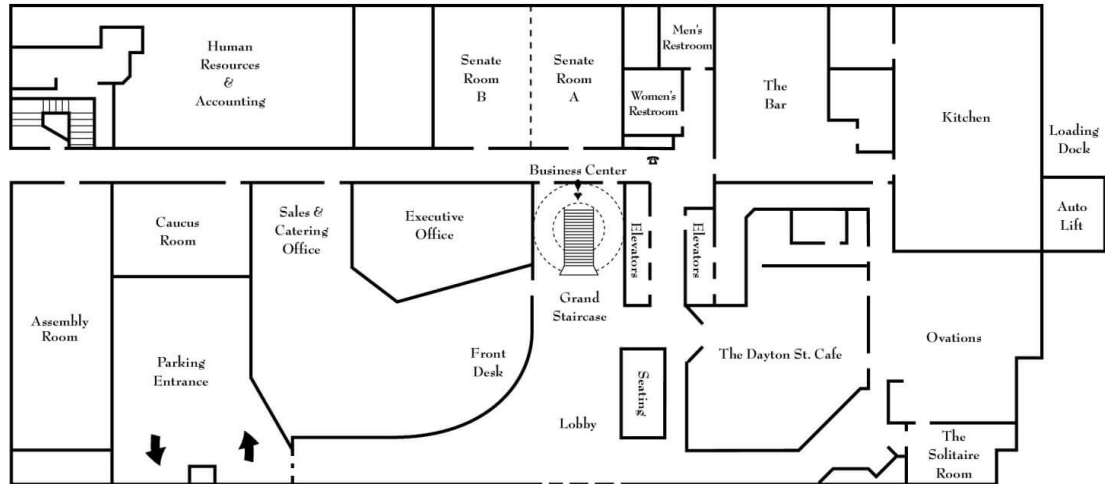 Human
Resources
&
Accounting
Senate
Room
B
Senate
Room
A
Men's
Restroom
Women's
Restroom
The
Bar
Kitchen
Loading
Dock
Auto
Lift
Business Center
Caucus
Room
Sales &
Catering
Office
Executive
Office
Elevators
Elevators
Grand
Staircase
Assembly
Room
Parking
Entrance
Front
Desk
Seating
Lobby
The Dayton St. Cafe
Ovations
The
Solitaire
Room